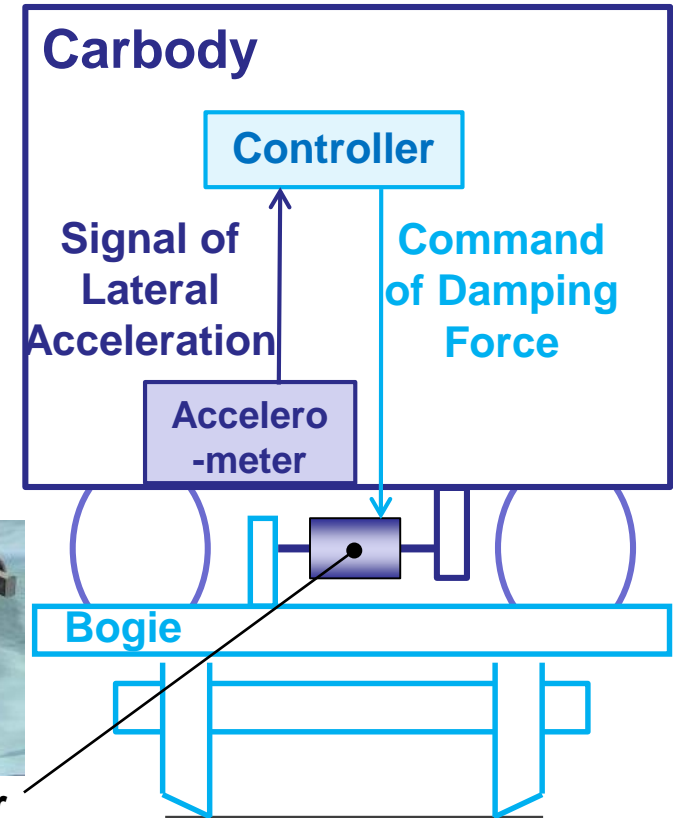 Carbody
Controller
Signal of
Lateral
Acceleration
Command
of Damping
Force
Accelero
-meter
Bogie